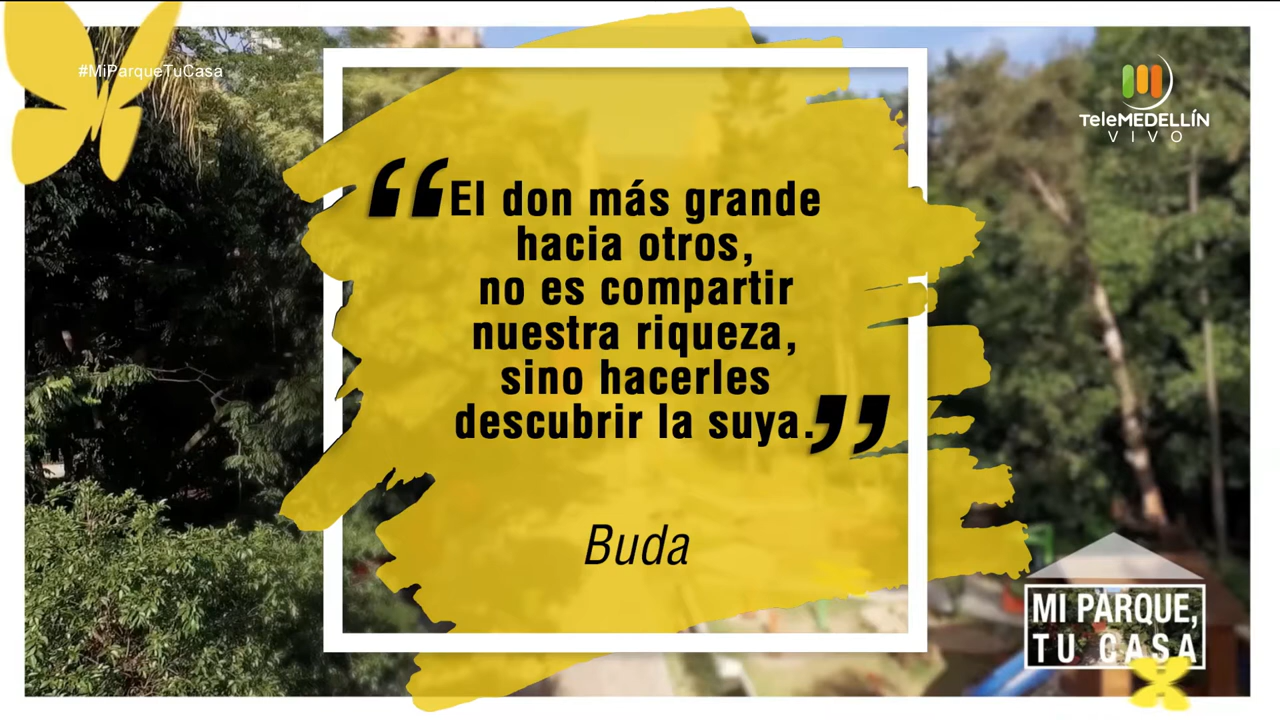 #MiParqueTuCasa
TeleMEDELLÍN
VIVO
“El don más grande
hacia otros,
no es compartir
nuestra riqueza,
sino hacerles
descubrir la suya.”
Buda
MI PARQUE,
TU CASA